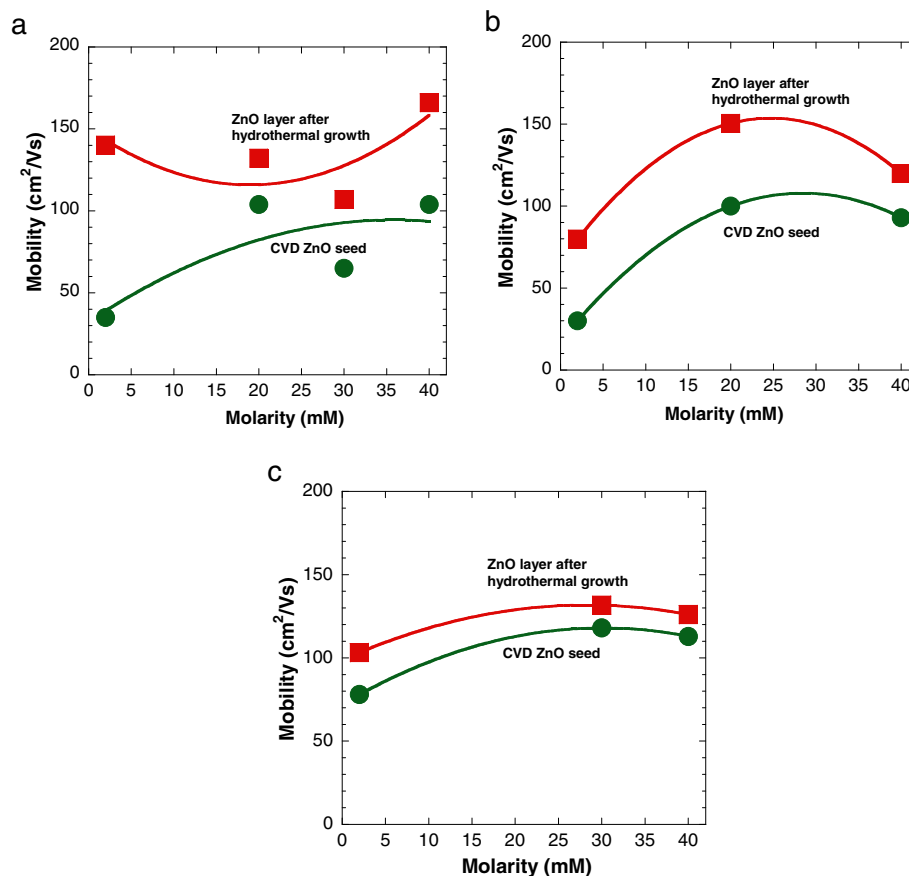 a
200
150
100
50
0
Mobility (cm²/Vs)
ZnO layer after
hydrothermal growth
CVD ZnO seed
0 5 10 15 20 25 30 35 40
Molarity (mM)
b
200
150
100
50
0
Mobility (cm²/Vs)
ZnO layer after
hydrothermal growth
CVD ZnO seed
0 5 10 15 20 25 30 35 40
Molarity (mM)
c
200
150
100
50
0
Mobility (cm²/Vs)
ZnO layer after
hydrothermal growth
CVD ZnO seed
0 5 10 15 20 25 30 35 40
Molarity (mM)